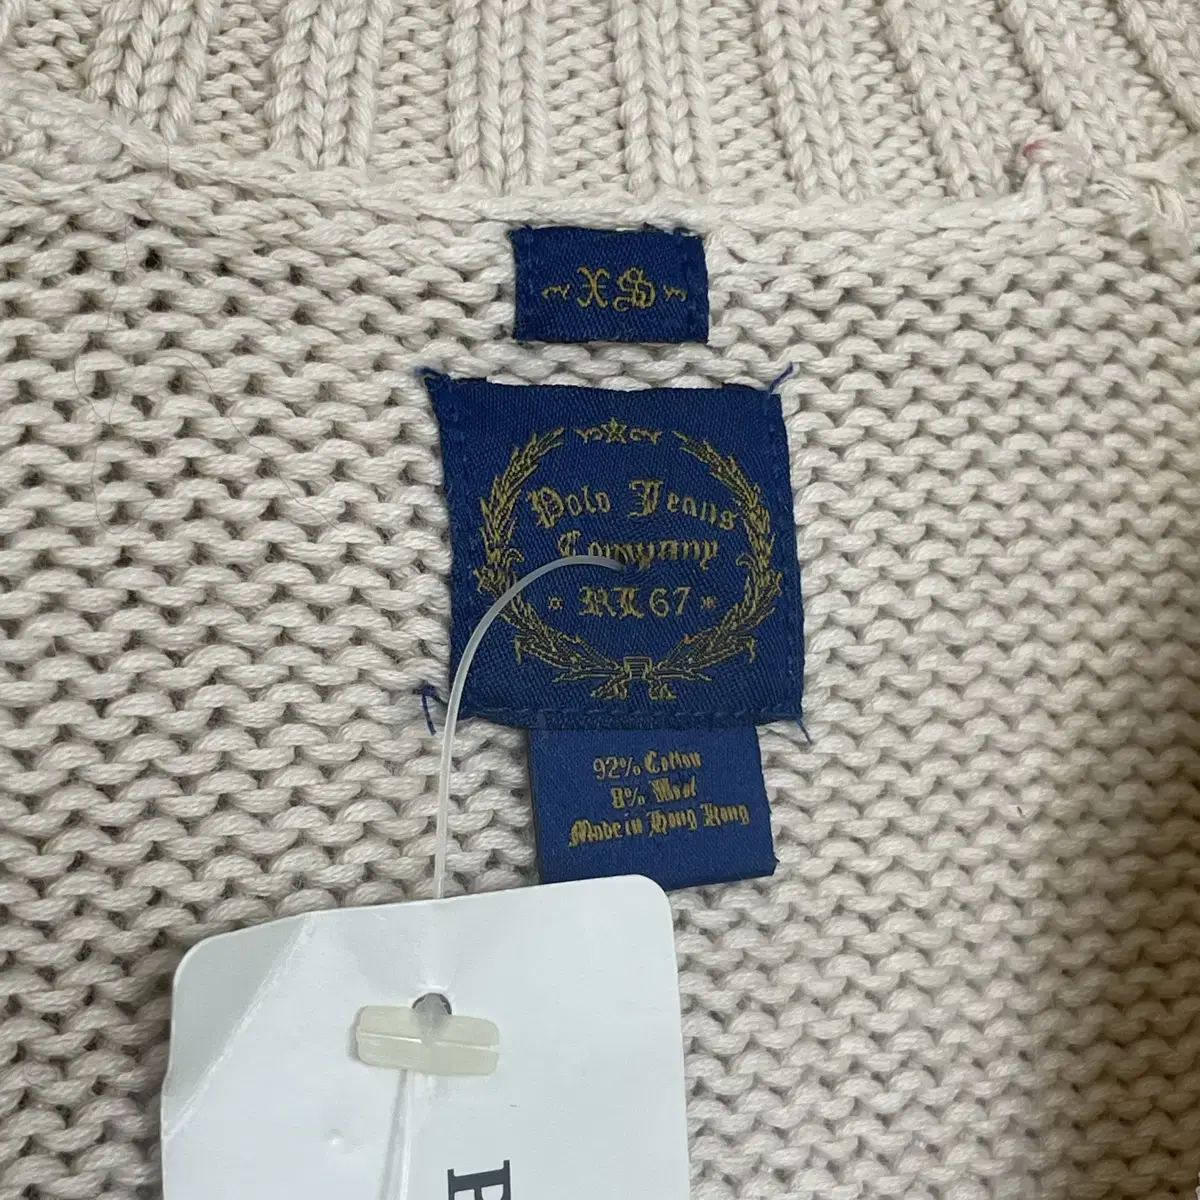 XS
Polo Jeans
Company
RL67
92% Cotton
8% Wool
Made in Hong Kong